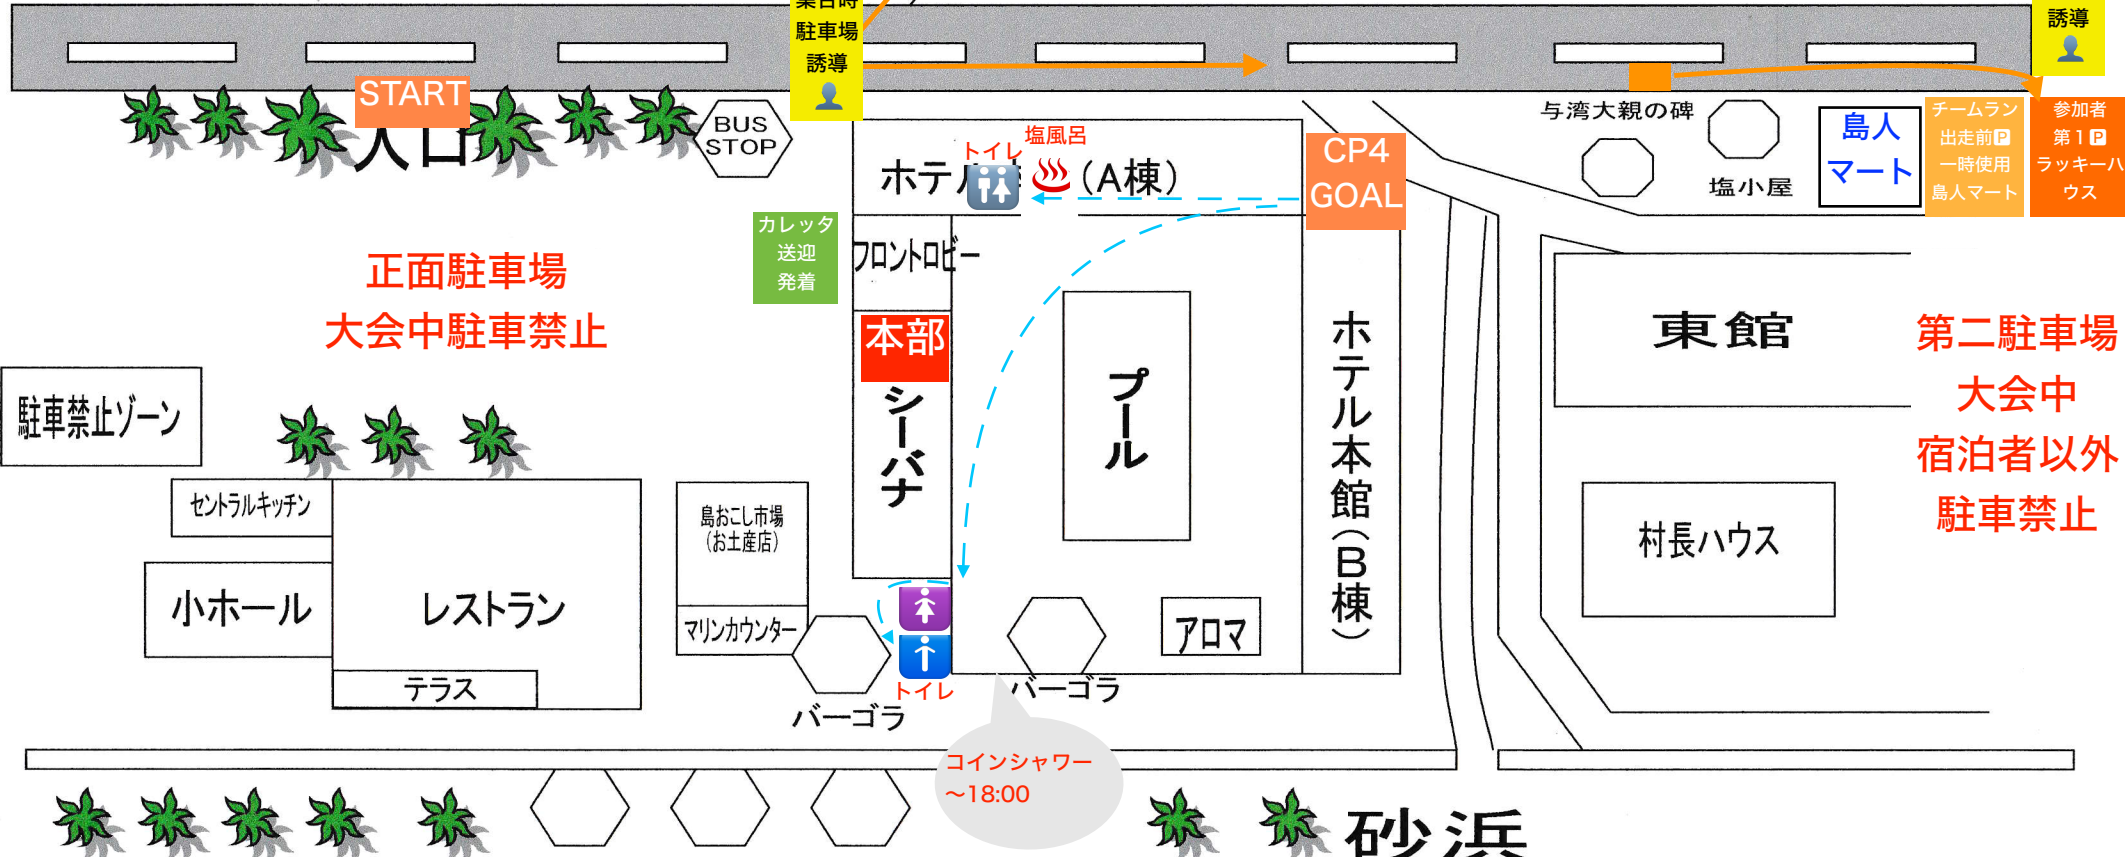 集合時
駐車場
誘導
誘導
START
入口
BUS
STOP
トイレ
塩風呂
ホテル
(A棟)
CP4
GOAL
与湾大親の碑
塩小屋
島人
マート
チームラン
出走前🅿
一時使用
島人マート
参加者
第1🅿
ラッキーハ
ウス
カレッタ
送迎
発着
フロントロビー
正面駐車場
大会中駐車禁止
本部
シーバナ
プール
ホテル本館(B棟)
東館
第二駐車場
大会中
宿泊者以外
駐車禁止
駐車禁止ゾーン
セントラルキッチン
小ホール
レストラン
テラス
島おこし市場
(お土産店)
マリンカウンター
バーゴラ
トイレ
バーゴラ
アロマ
村長ハウス
コインシャワー
〜18:00
砂浜